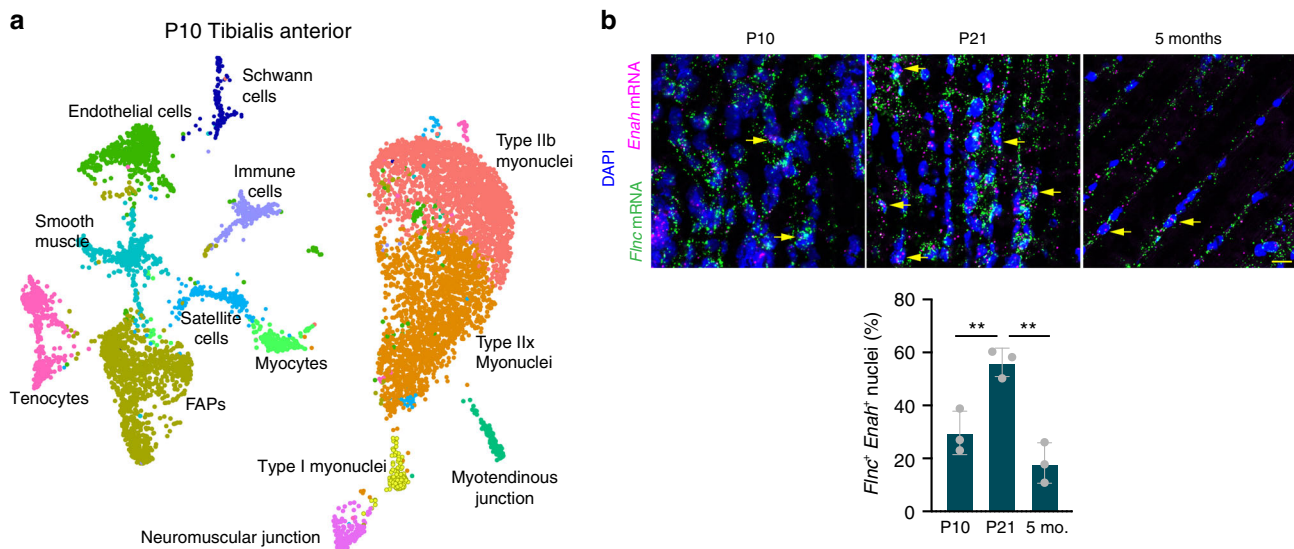 a
P10 Tibialis anterior
Schwann
cells
Endothelial cells
Immune
cells
Smooth
muscle
Satellite
cells
Myocytes
Tenocytes
FAPs
Type IIb
myonuclei
Type IIx
Myonuclei
Type I myonuclei
Myotendinous
junction
Neuromuscular junction
b
P10
P21
5 months
Flnc mRNA
Enah mRNA
DAPI
Flnc+ Enah+ nuclei (%)
80
60
40
20
0
**
**
P10
P21
5 mo.